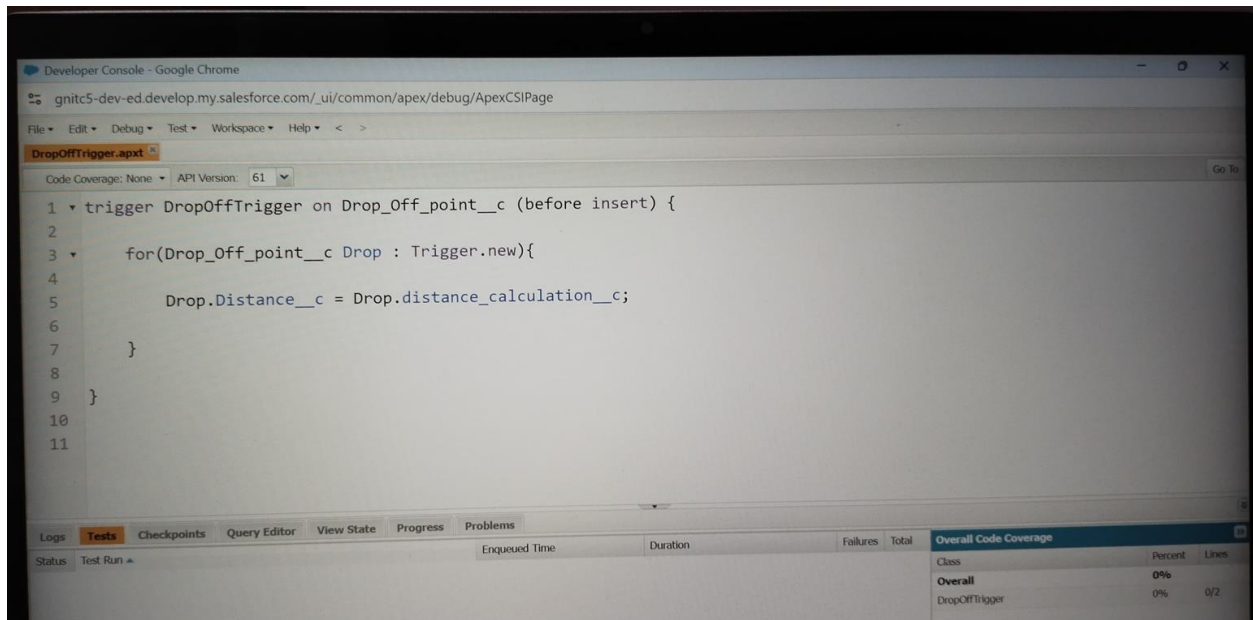 Developer Console - Google Chrome
gnitc5-dev-ed.develop.my.salesforce.com/_ui/common/apex/debug/ApexCSIPage
File Edit Debug Test Workspace Help < >
DropOffTrigger.apxt
Code Coverage: None API Version: 61 Go To
1 trigger DropOffTrigger on Drop_Off_point__c (before insert) {
2
3 for(Drop_Off_point__c Drop : Trigger.new){
4
5 Drop.Distance__c = Drop.distance_calculation__c;
6
7 }
8
9 }
10
11
Logs Tests Checkpoints Query Editor View State Progress Problems
Status Test Run Enqueued Time Duration Failures Total
Overall Code Coverage
Class Percent Lines
Overall 0%
DropOffTrigger 0% 0/2